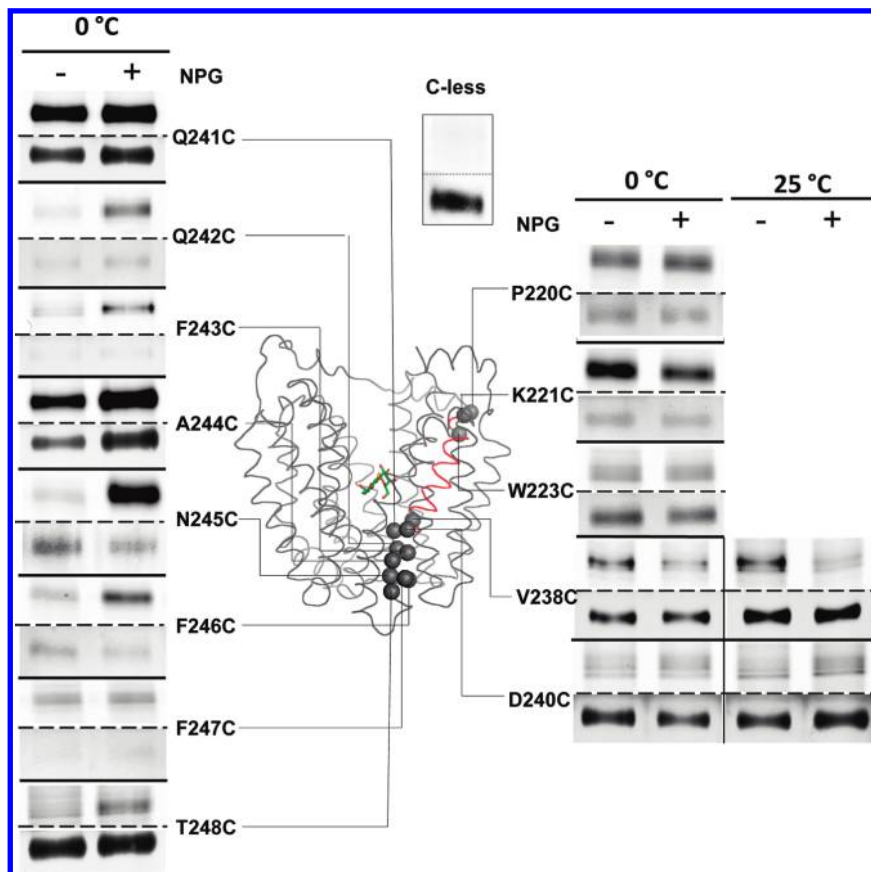 0 °C
- + NPG
Q241C
Q242C
F243C
A244C
N245C
F246C
F247C
T248C
C-less
0 °C 25 °C
NPG - + - +
P220C
K221C
W223C
V238C
D240C